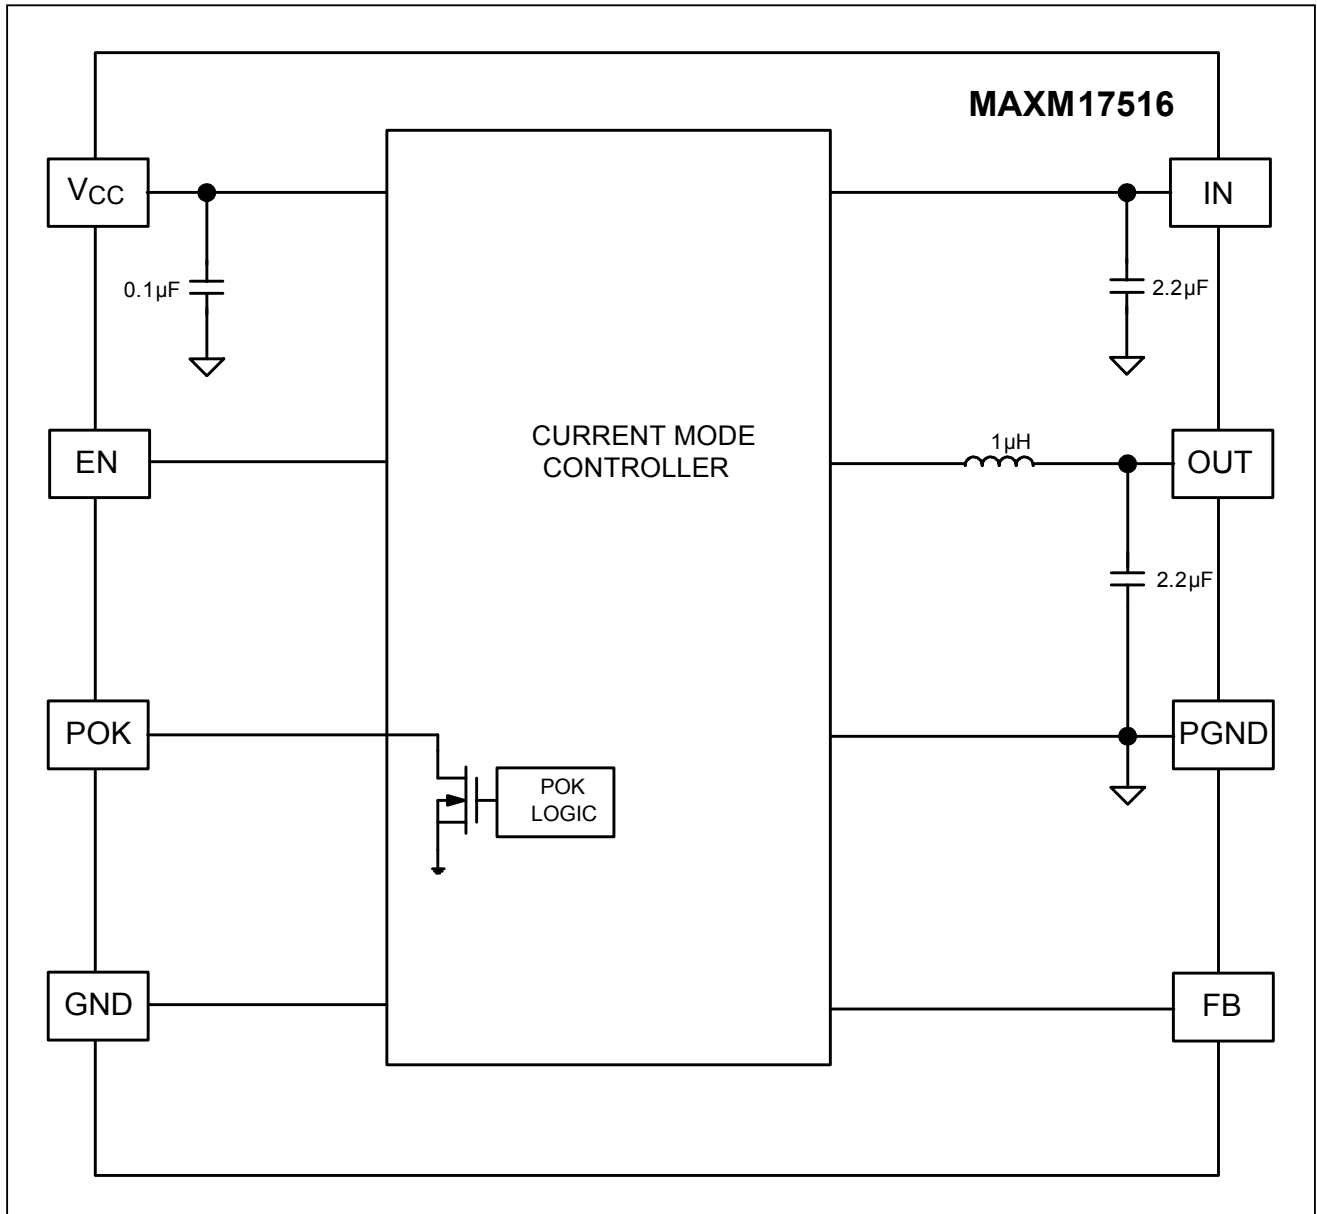 MAXM17516
VCC
IN
0.1µF
2.2µF
EN
CURRENT MODE
CONTROLLER
1µH
OUT
2.2µF
POK
PGND
POK
LOGIC
GND
FB